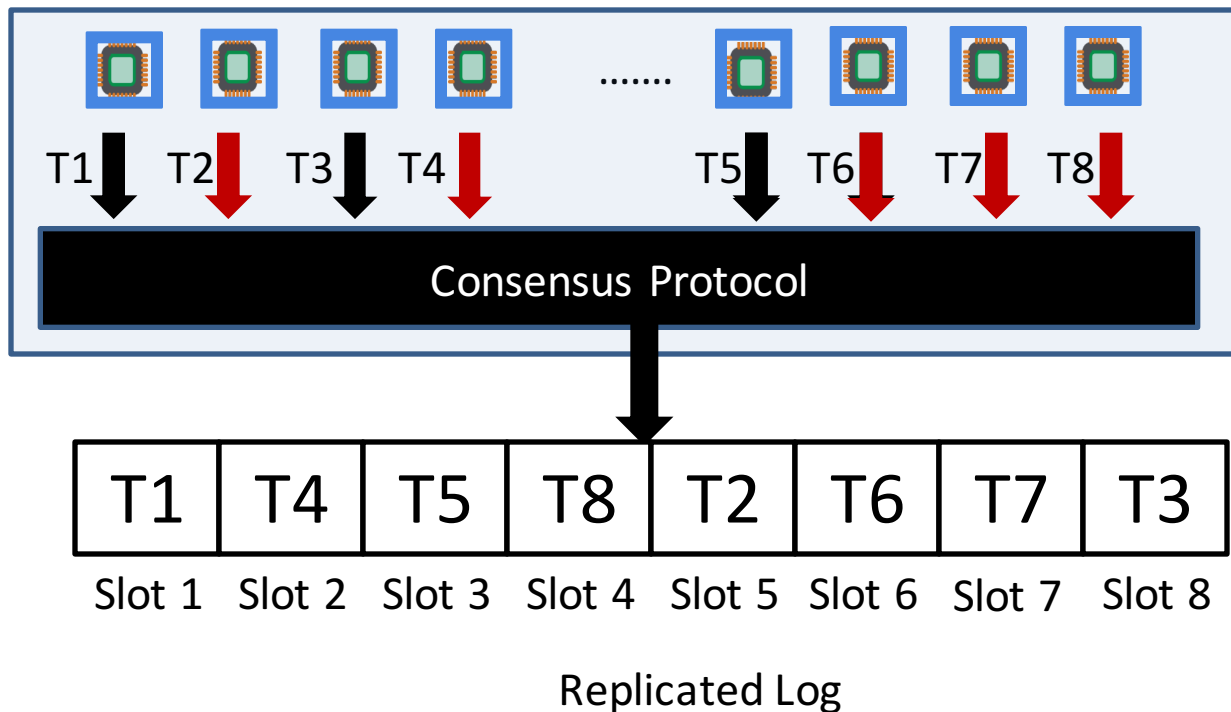 .......
T1 T2 T3 T4 T5 T6 T7 T8
Consensus Protocol
T1 T4 T5 T8 T2 T6 T7 T3
Slot 1 Slot 2 Slot 3 Slot 4 Slot 5 Slot 6 Slot 7 Slot 8
Replicated Log